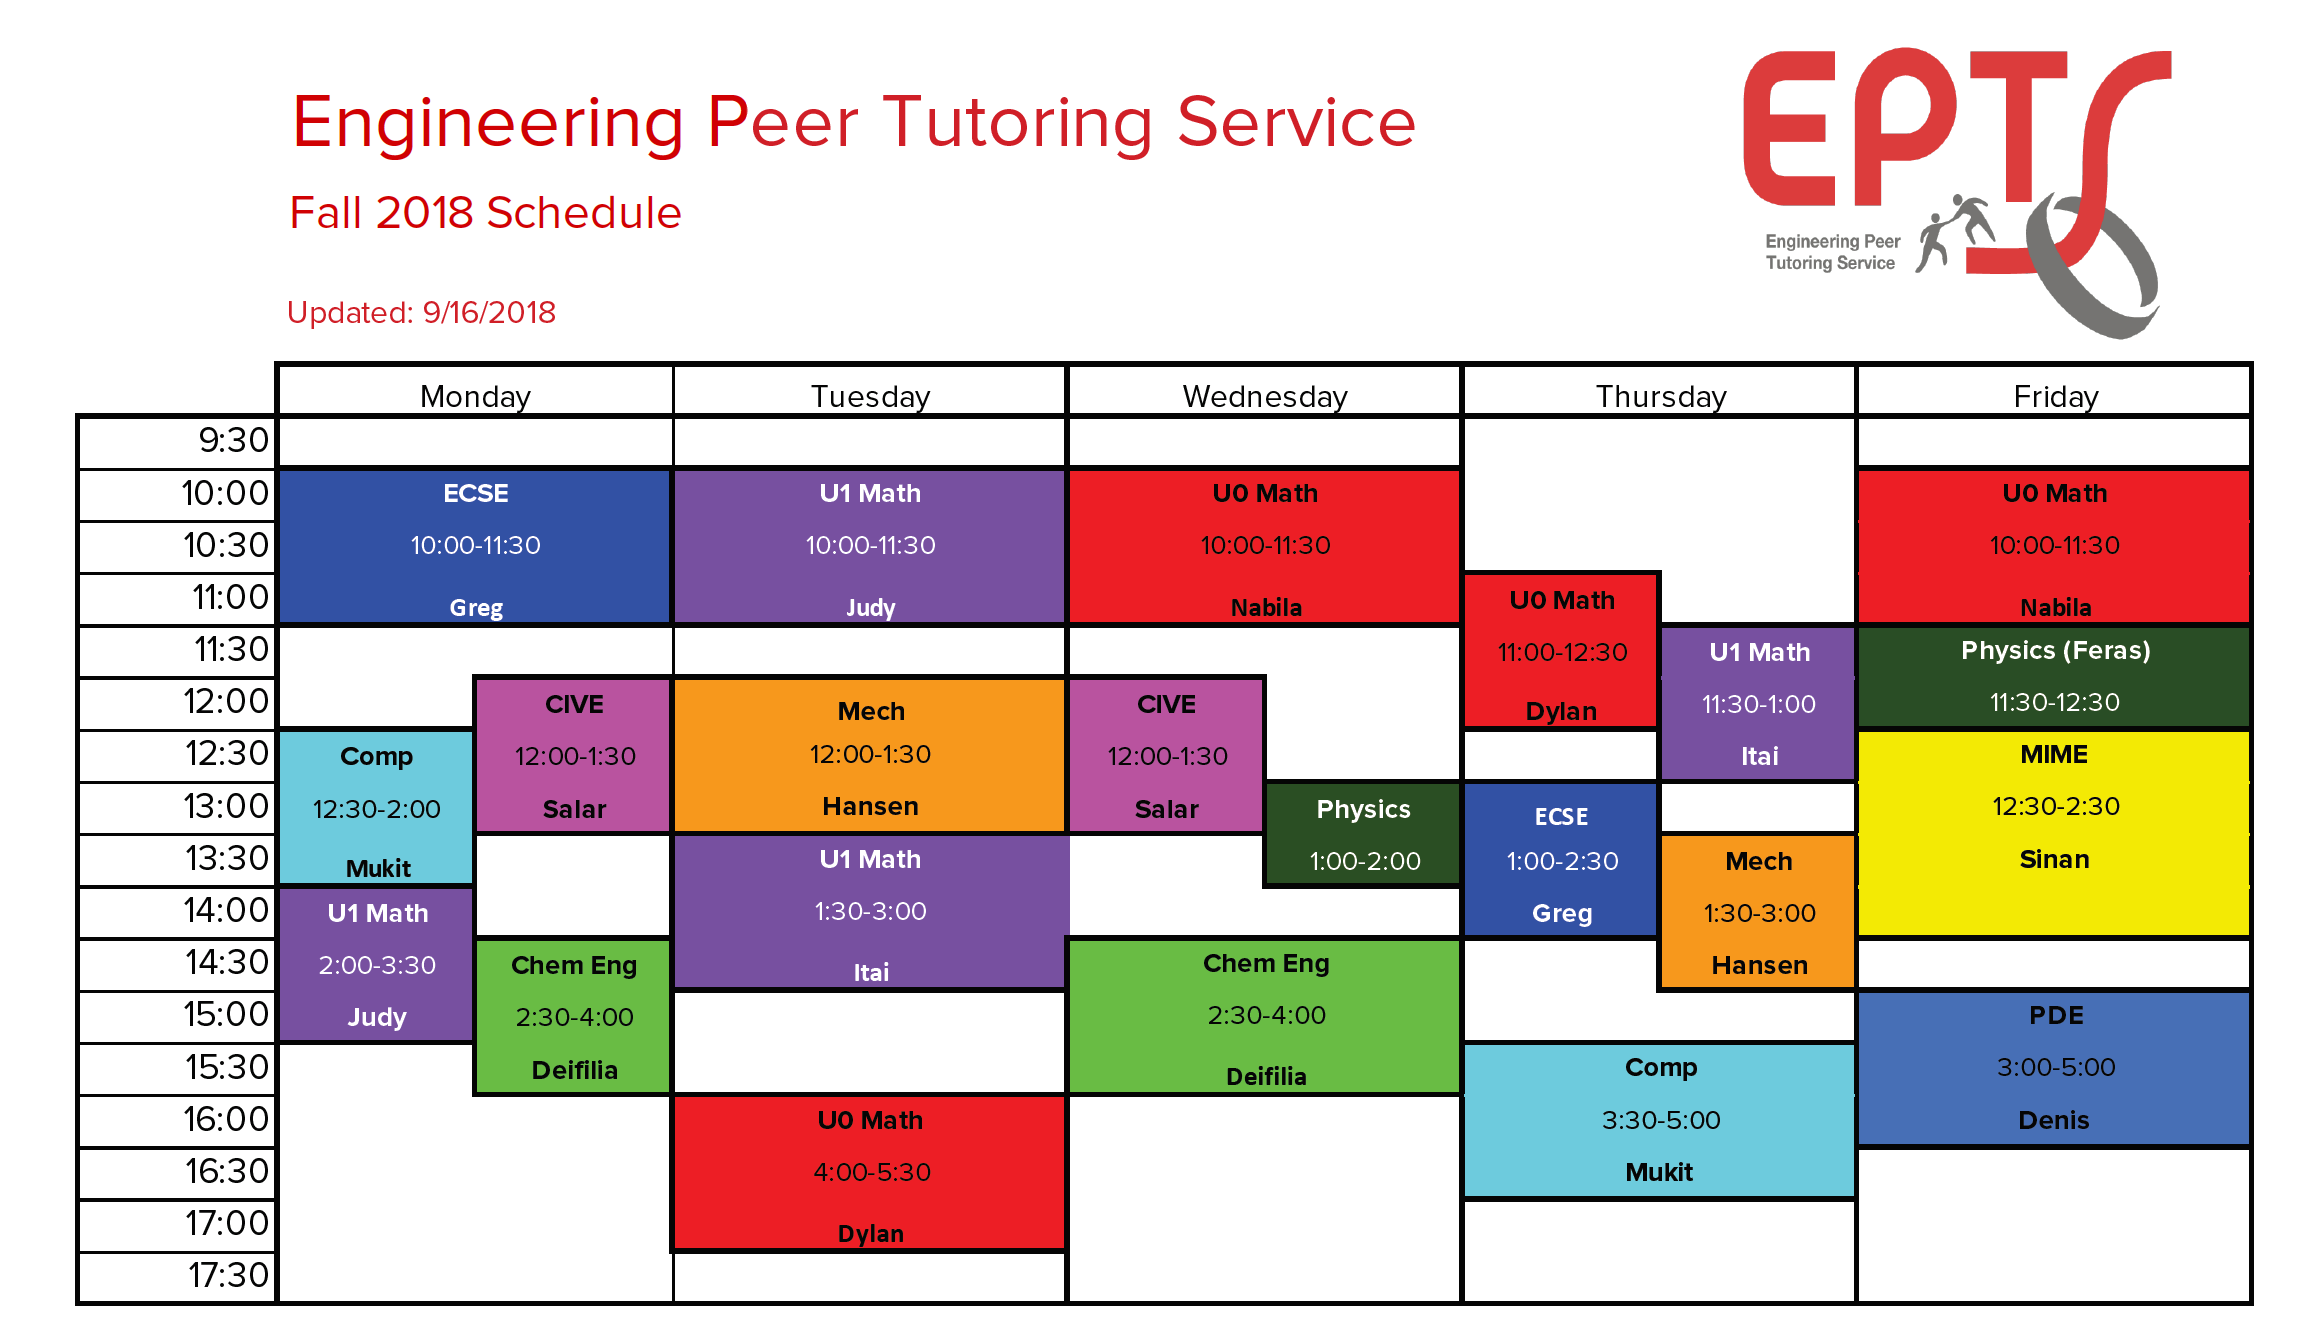 Engineering Peer Tutoring Service
Fall 2018 Schedule
Updated: 9/16/2018
EPTS
Engineering Peer
Tutoring Service
Monday Tuesday Wednesday Thursday Friday
9:30
10:00 ECSE U1 Math U0 Math U0 Math
10:30 10:00-11:30 10:00-11:30 10:00-11:30 10:00-11:30
11:00 Greg Judy Nabila U0 Math Nabila
11:30 11:00-12:30 U1 Math Physics (Feras)
12:00 CIVE Mech CIVE Dylan 11:30-1:00 11:30-12:30
12:30 Comp 12:00-1:30 12:00-1:30 12:00-1:30 Itai MIME
13:00 12:30-2:00 Salar Hansen Salar Physics ECSE 12:30-2:30
13:30 Mukit U1 Math 1:00-2:00 1:00-2:30 Mech Sinan
14:00 U1 Math 1:30-3:00 Greg 1:30-3:00
14:30 2:00-3:30 Chem Eng Itai Chem Eng Hansen
15:00 Judy 2:30-4:00 2:30-4:00 PDE
15:30 Deifilia Deifilia Comp 3:00-5:00
16:00 U0 Math 3:30-5:00 Denis
16:30 4:00-5:30 Mukit
17:00 Dylan
17:30